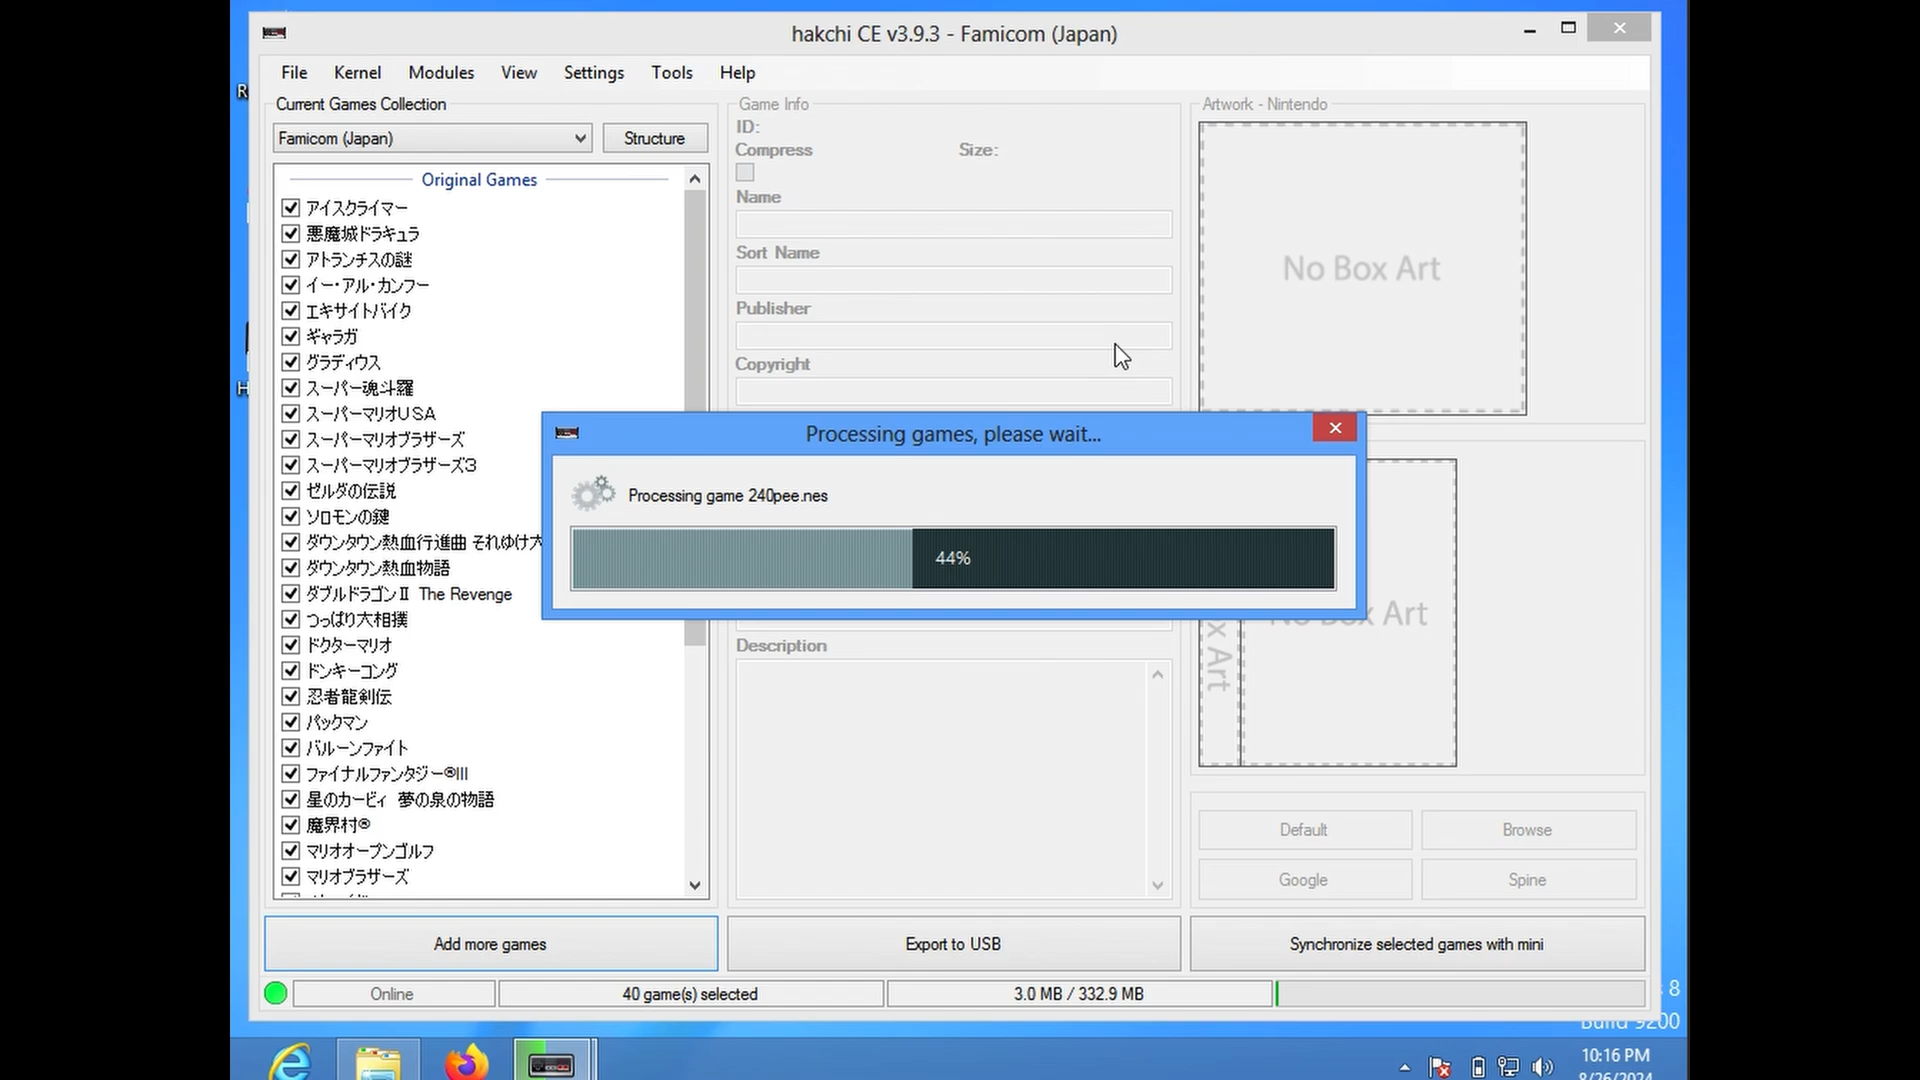 hakchi CE v3.9.3 - Famicom (Japan)
File Kernel Modules View Settings Tools Help
Current Games Collection
Famicom (Japan)
Structure
Original Games
アイスクライマー
悪魔城ドラキュラ
アトランチスの謎
イー・アル・カンフー
エキサイトバイク
ギャラガ
グラディウス
スーパー魂斗羅
スーパーマリオUSA
スーパーマリオブラザーズ
スーパーマリオブラザーズ3
ゼルダの伝説
ソロモンの鍵
ダウンタウン熱血行進曲 それゆけ大
ダウンタウン熱血物語
ダブルドラゴンⅡ The Revenge
つっぱり大相撲
ドクターマリオ
ドンキーコング
忍者龍剣伝
パックマン
バルーンファイト
ファイナルファンタジー®III
星のカービィ 夢の泉の物語
魔界村®
マリオオープンゴルフ
マリオブラザーズ
Game Info
ID:
Compress Size:
Name
Sort Name
Publisher
Copyright
Description
Artwork - Nintendo
No Box Art
No Box Art
x Art
Processing games, please wait...
Processing game 240pee.nes
44%
Default Browse
Google Spine
Add more games
Export to USB
Synchronize selected games with mini
Online
40 game(s) selected
3.0 MB / 332.9 MB
R
H
s 8
Build 9200
10:16 PM
8/26/2024